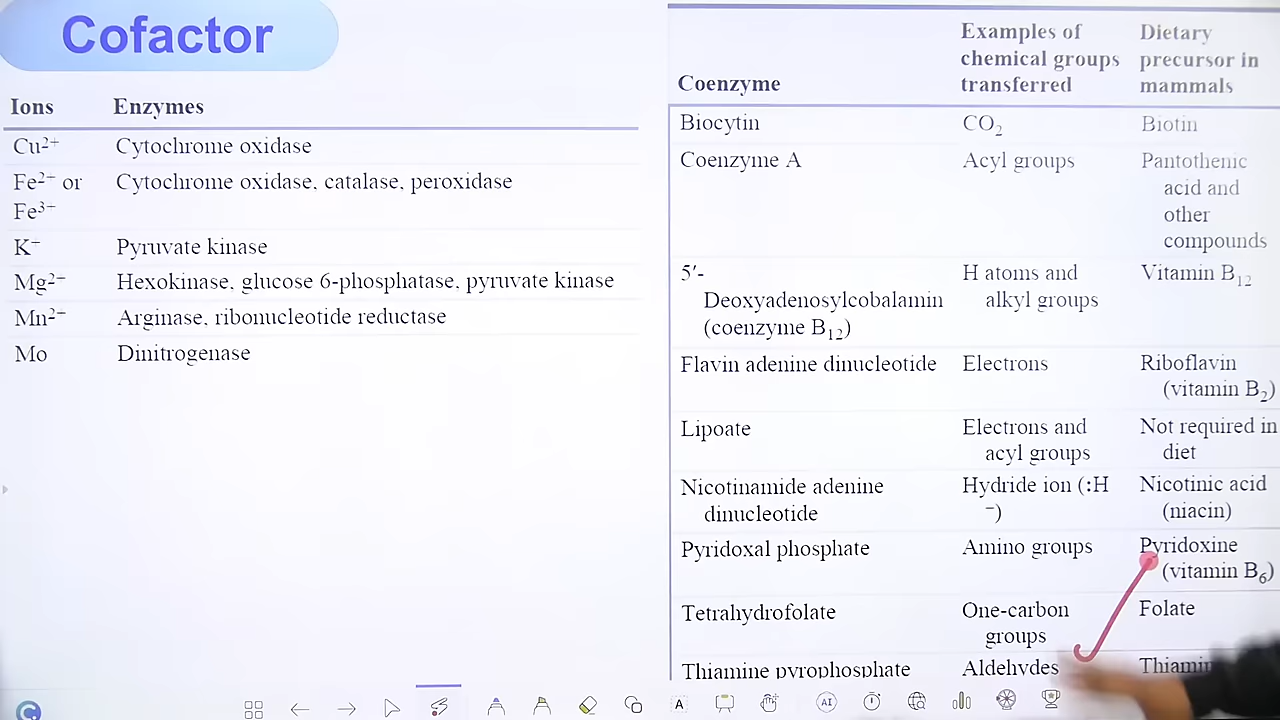 Cofactor
Ions Enzymes
Cu²⁺ Cytochrome oxidase
Fe²⁺ or Cytochrome oxidase, catalase, peroxidase
Fe³⁺
K⁺ Pyruvate kinase
Mg²⁺ Hexokinase, glucose 6-phosphatase, pyruvate kinase
Mn²⁺ Arginase, ribonucleotide reductase
Mo Dinitrogenase
Examples of Dietary
chemical groups precursor in
Coenzyme transferred mammals
Biocytin CO₂ Biotin
Coenzyme A Acyl groups Pantothenic
acid and
other
compounds
5′- H atoms and Vitamin B₁₂
Deoxyadenosylcobalamin alkyl groups
(coenzyme B₁₂)
Flavin adenine dinucleotide Electrons Riboflavin
(vitamin B₂)
Lipoate Electrons and Not required in
acyl groups diet
Nicotinamide adenine Hydride ion (:H Nicotinic acid
dinucleotide ⁻) (niacin)
Pyridoxal phosphate Amino groups Pyridoxine
(vitamin B₆)
Tetrahydrofolate One-carbon Folate
groups
Thiamine pyrophosphate Aldehydes
A AI